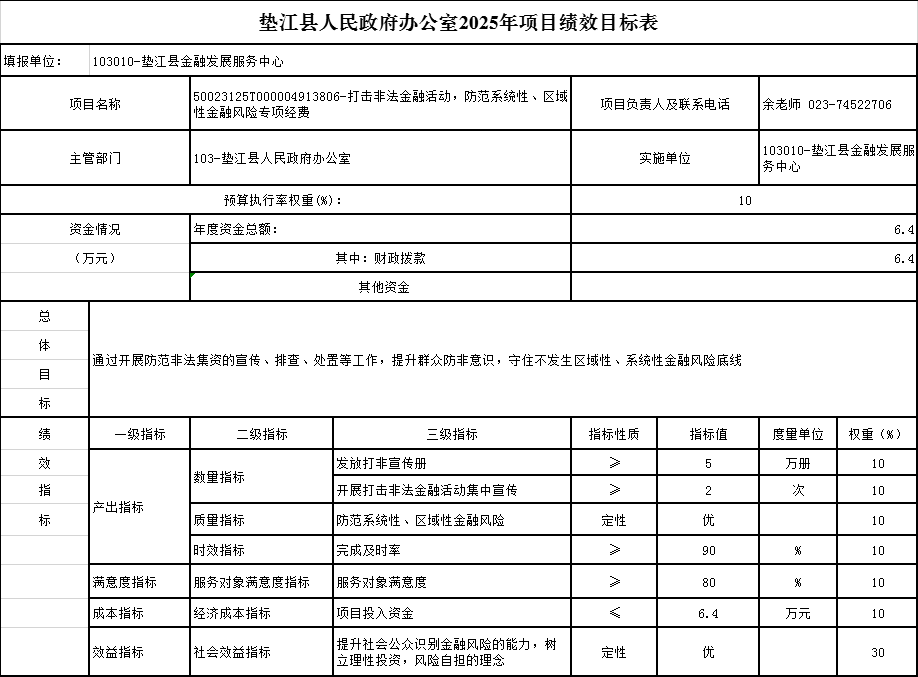 垫江县人民政府办公室2025年项目绩效目标表
填报单位： 103010-垫江县金融发展服务中心
项目名称 50023125T000004913806-打击非法金融活动，防范系统性、区域
性金融风险专项经费 项目负责人及联系电话 余老师 023-74522706
主管部门 103-垫江县人民政府办公室 实施单位 103010-垫江县金融发展服
务中心
预算执行率权重(%)： 10
资金情况 年度资金总额： 6.4
（万元） 其中：财政拨款 6.4
其他资金
总
体
目
标
通过开展防范非法集资的宣传、排查、处置等工作，提升群众防非意识，守住不发生区域性、系统性金融风险底线
绩 一级指标 二级指标 三级指标 指标性质 指标值 度量单位 权重（%）
效
指
标
产出指标 数量指标 发放打非宣传册 ≥ 5 万册 10
开展打击非法金融活动集中宣传 ≥ 2 次 10
质量指标 防范系统性、区域性金融风险 定性 优 10
时效指标 完成及时率 ≥ 90 % 10
满意度指标 服务对象满意度指标 服务对象满意度 ≥ 80 % 10
成本指标 经济成本指标 项目投入资金 ≤ 6.4 万元 10
效益指标 社会效益指标 提升社会公众识别金融风险的能力，树
立理性投资，风险自担的理念 定性 优 30